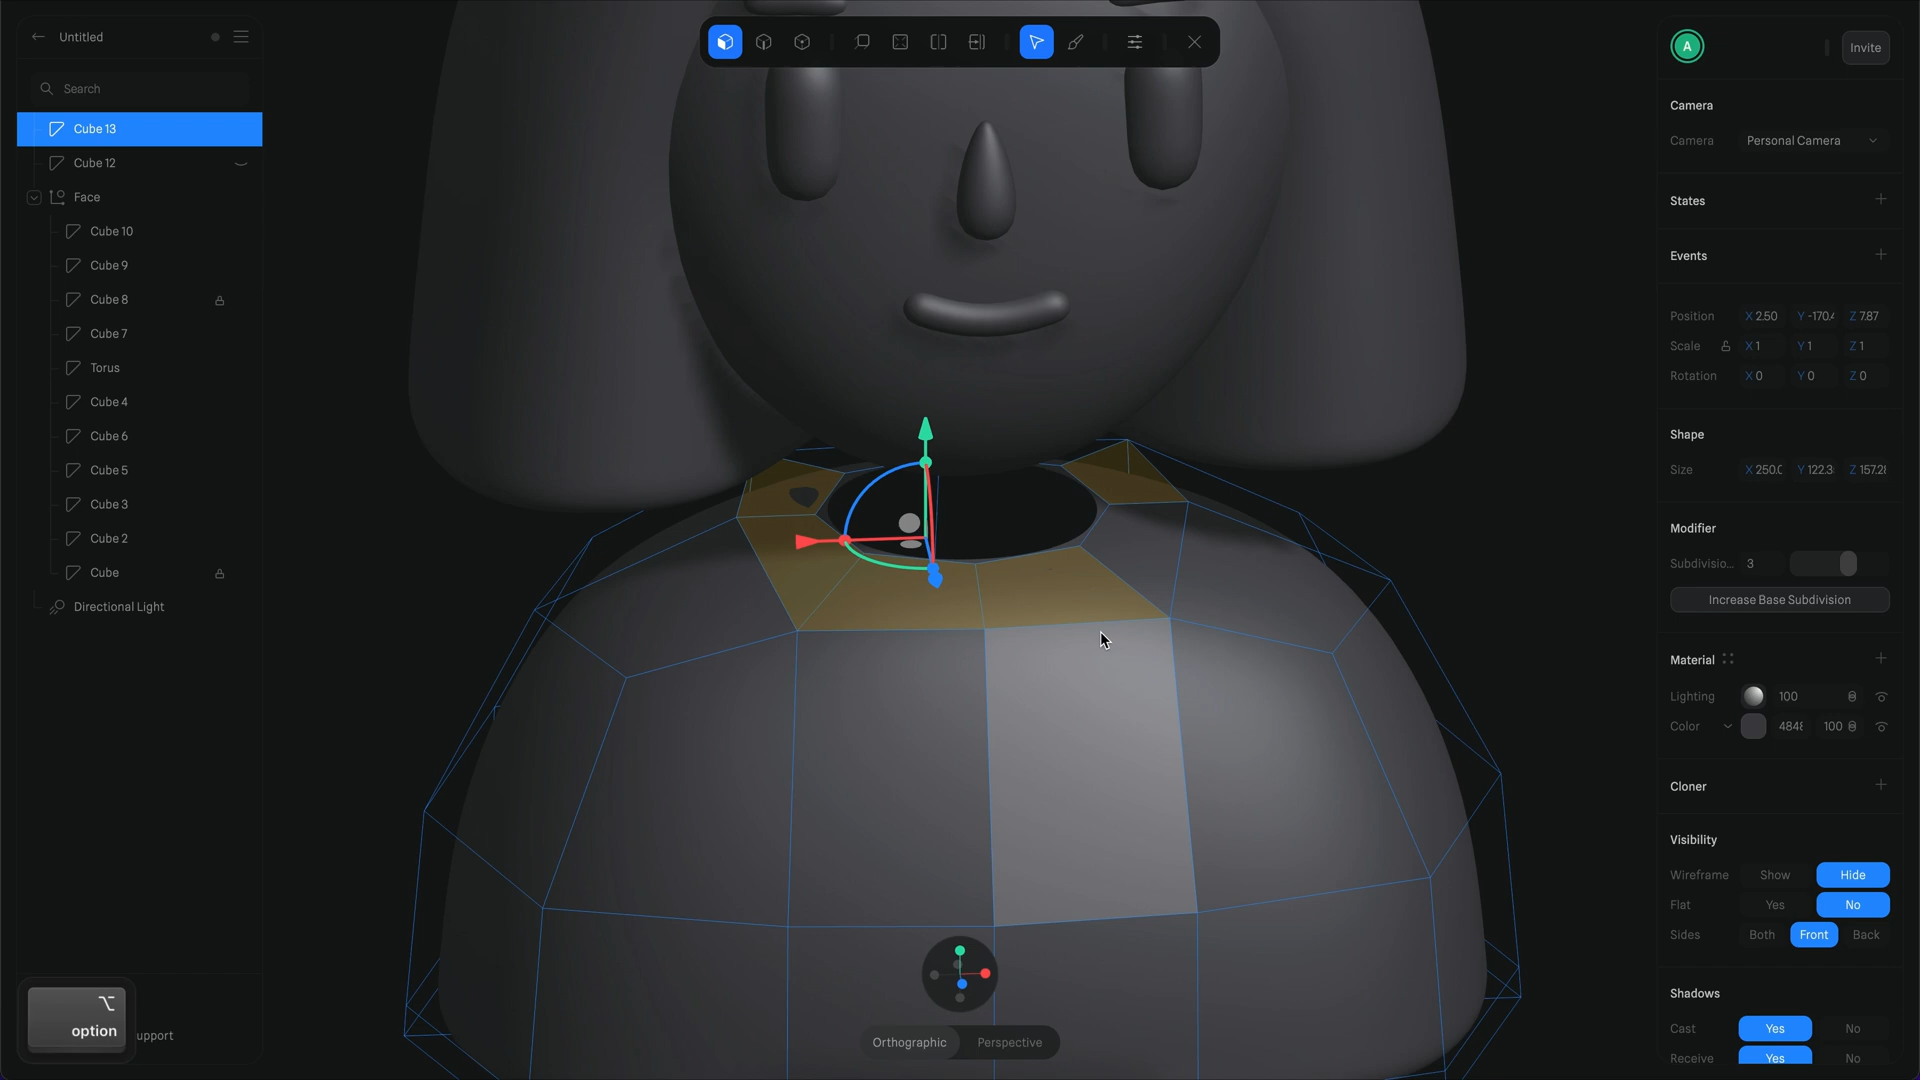 Untitled
Search
Cube 13
Cube 12
Face
Cube 10
Cube 9
Cube 8
Cube 7
Torus
Cube 4
Cube 6
Cube 5
Cube 3
Cube 2
Cube
Directional Light
⌥
option
upport
Orthographic Perspective
A
Invite
Camera
Camera Personal Camera
States
Events
Position X 2.50 Y -170.4 Z 7.87
Scale X 1 Y 1 Z 1
Rotation X 0 Y 0 Z 0
Shape
Size X 250.0 Y 122.3 Z 157.28
Modifier
Subdivisio... 3
Increase Base Subdivision
Material
Lighting 100
Color 4848 100
Cloner
Visibility
Wireframe Show Hide
Flat Yes No
Sides Both Front Back
Shadows
Cast Yes No
Receive Yes No